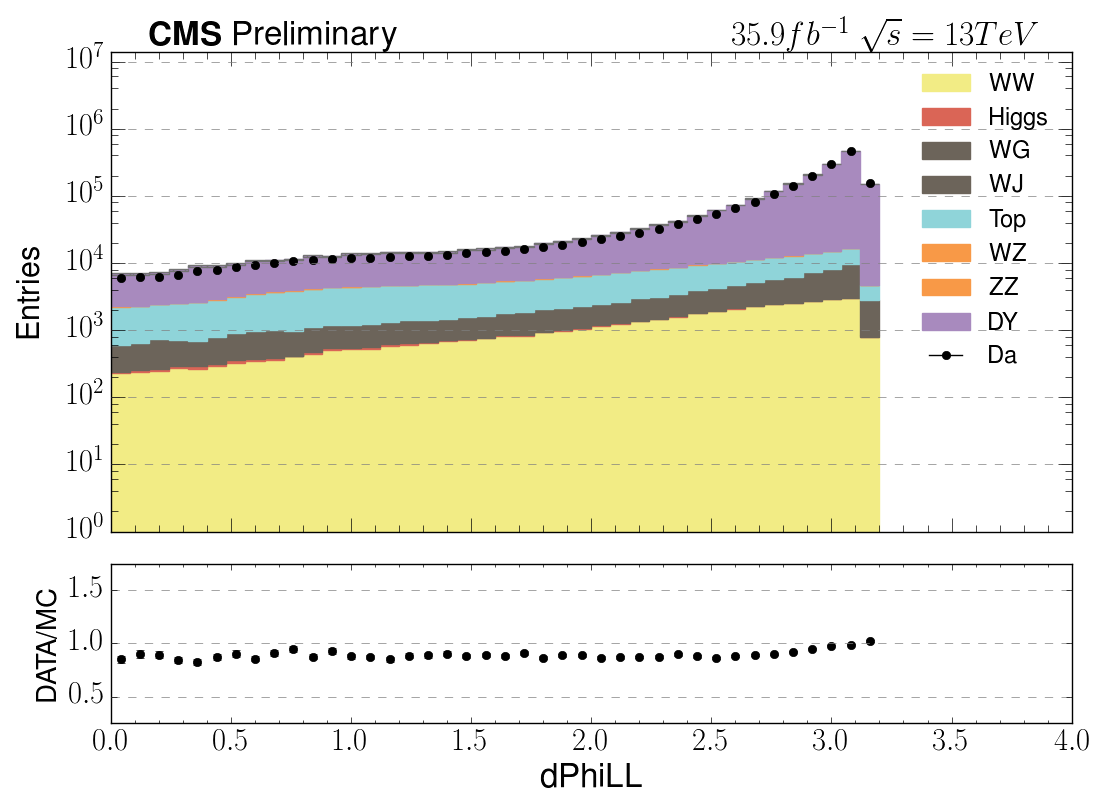 CMS Preliminary 35.9fb⁻¹ √s = 13TeV
10⁷
10⁶
10⁵
10⁴
10³
10²
10¹
10⁰
Entries
WW
Higgs
WG
WJ
Top
WZ
ZZ
DY
Da
1.5
1.0
0.5
DATA/MC
0.0 0.5 1.0 1.5 2.0 2.5 3.0 3.5 4.0
dPhiLL